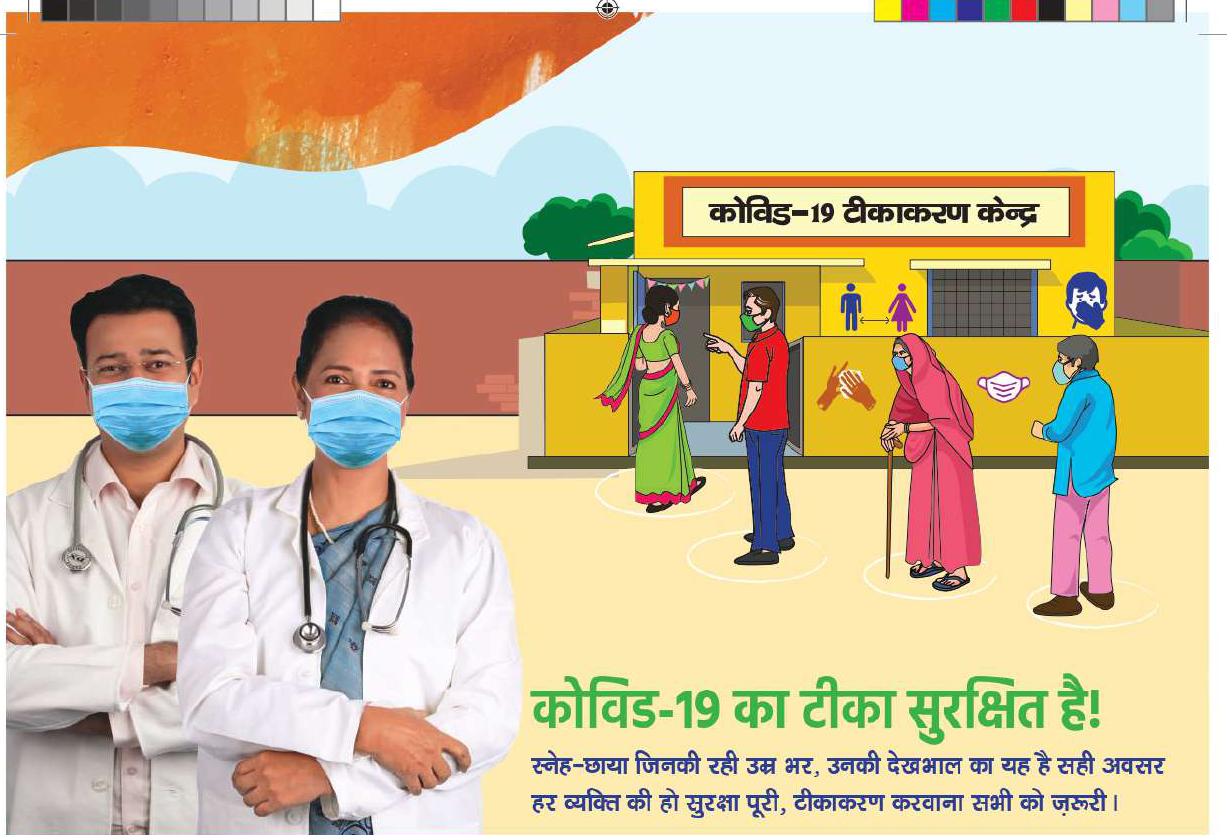 कोविड-19 टीकाकरण केन्द्र
कोविड-19 का टीका सुरक्षित है!
स्नेह-छाया जिनकी रही उम्र भर, उनकी देखभाल का यह है सही अवसर
हर व्यक्ति की हो सुरक्षा पूरी, टीकाकरण करवाना सभी को ज़रूरी।